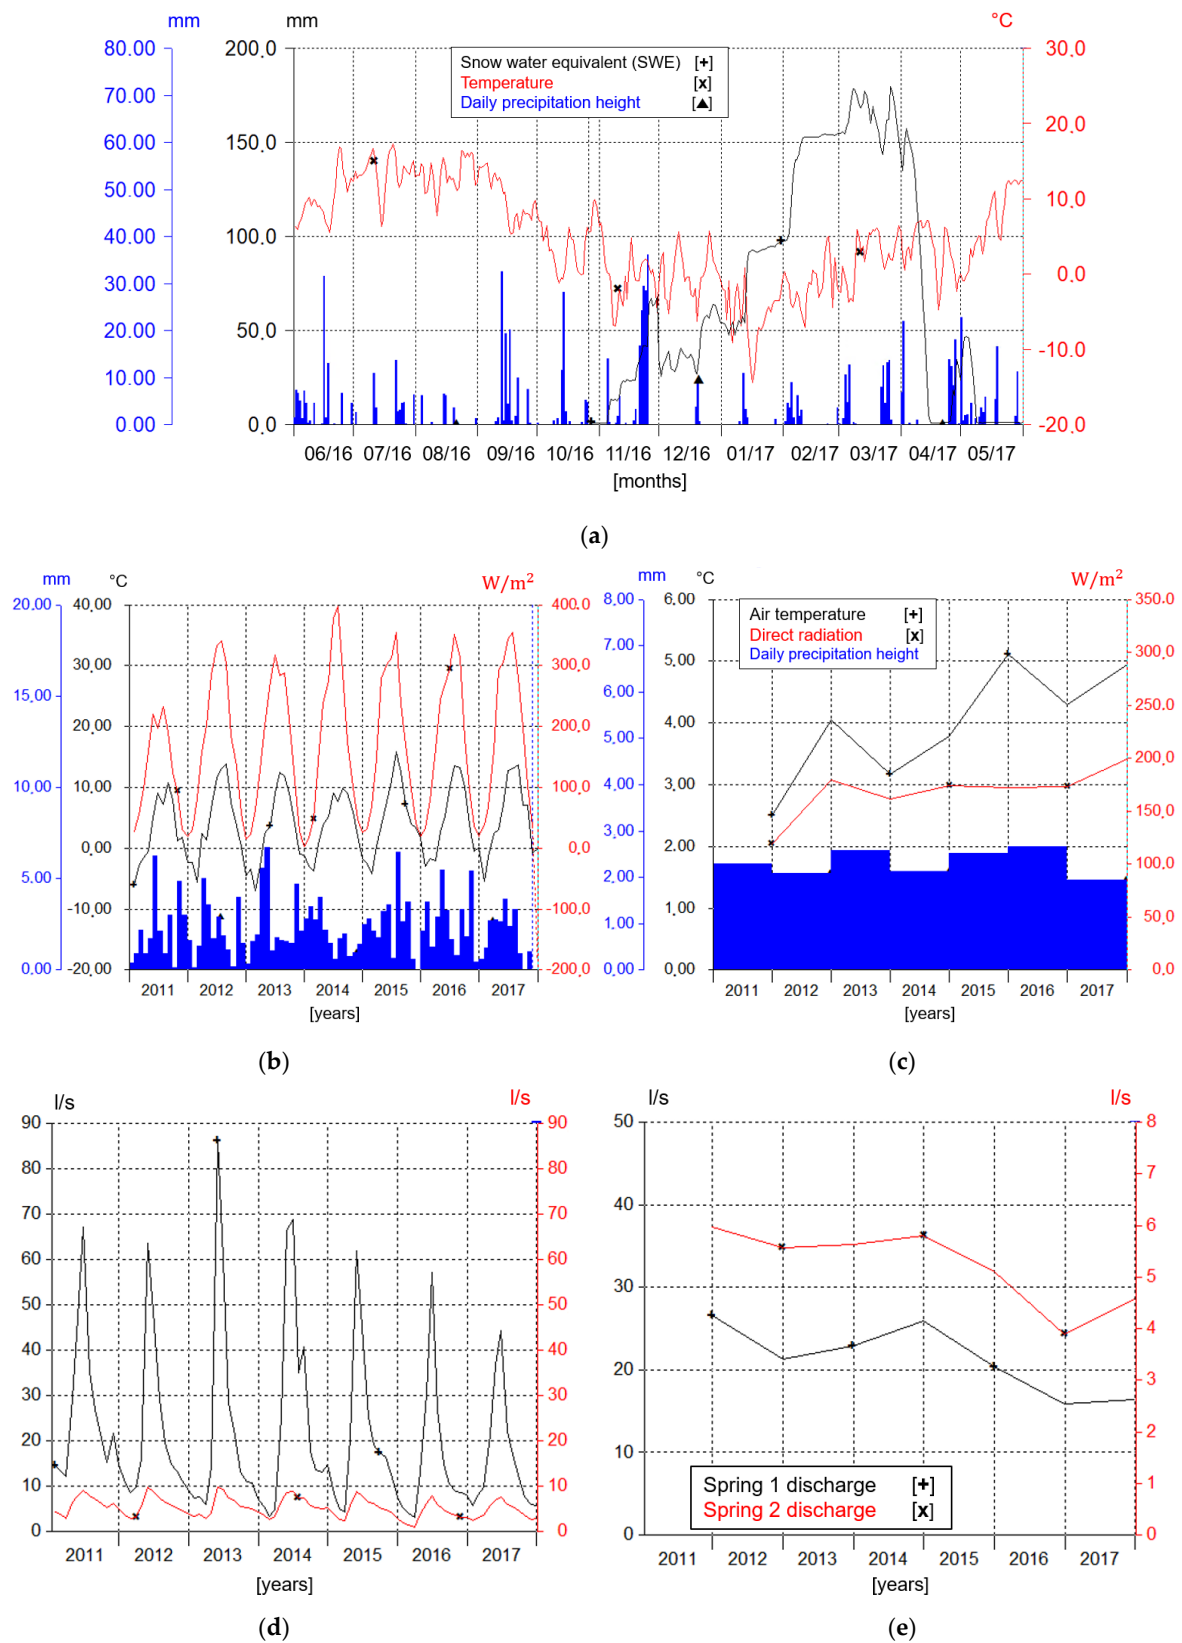 mm mm °C
80.00 200.0 30.0
Snow water equivalent (SWE) [+]
Temperature [x]
Daily precipitation height [▲]
70.00 20.0
60.00 150.0
50.00 10.0
40.00 100.0
30.00 0.0
20.00 50.0
10.00 -10.0
0.00 0.0 -20.0
06/16 07/16 08/16 09/16 10/16 11/16 12/16 01/17 02/17 03/17 04/17 05/17
[months]
(a)
mm °C W/m²
20.00 40.00 400.0
30.00 300.0
15.00
20.00 200.0
10.00 10.00 100.0
0.00 0.0
5.00
-10.00 -100.0
0.00 -20.00 -200.0
2011 2012 2013 2014 2015 2016 2017
[years]
(b)
mm °C W/m²
8.00 6.00 350.0
Air temperature [+]
Direct radiation [x]
Daily precipitation height
7.00 300.0
5.00
6.00 250.0
4.00
5.00 200.0
4.00 3.00
150.0
3.00 2.00
2.00 100.0
1.00
1.00 50.0
0.00 0.00 0.0
2011 2012 2013 2014 2015 2016 2017
[years]
(c)
l/s l/s
90 90
80 80
70 70
60 60
50 50
40 40
30 30
20 20
10 10
0 0
2011 2012 2013 2014 2015 2016 2017
[years]
(d)
l/s l/s
50 8
7
40
6
30 5
4
20
3
10 2
1
Spring 1 discharge [+]
Spring 2 discharge [x]
0 0
2011 2012 2013 2014 2015 2016 2017
[years]
(e)